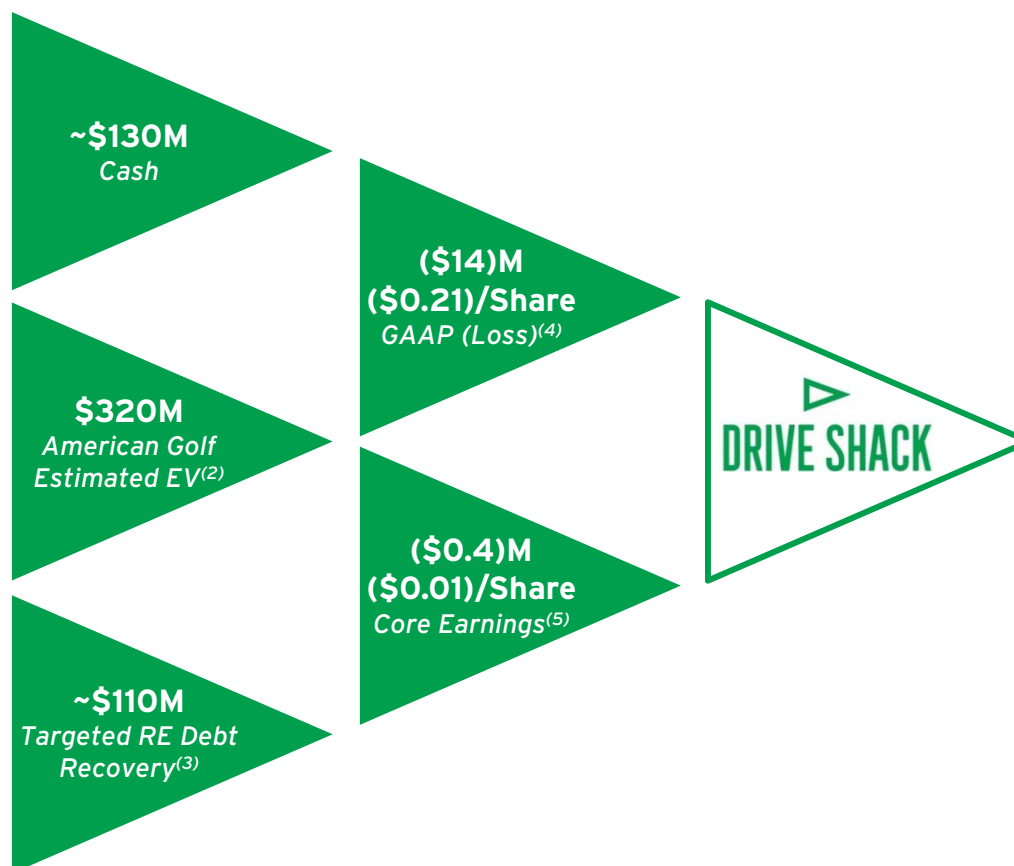 ~$130M
Cash
$320M
American Golf
Estimated EV(2)
~$110M
Targeted RE Debt
Recovery(3)
($14)M
($0.21)/Share
GAAP (Loss)(4)
($0.4)M
($0.01)/Share
Core Earnings(5)
DRIVE SHACK